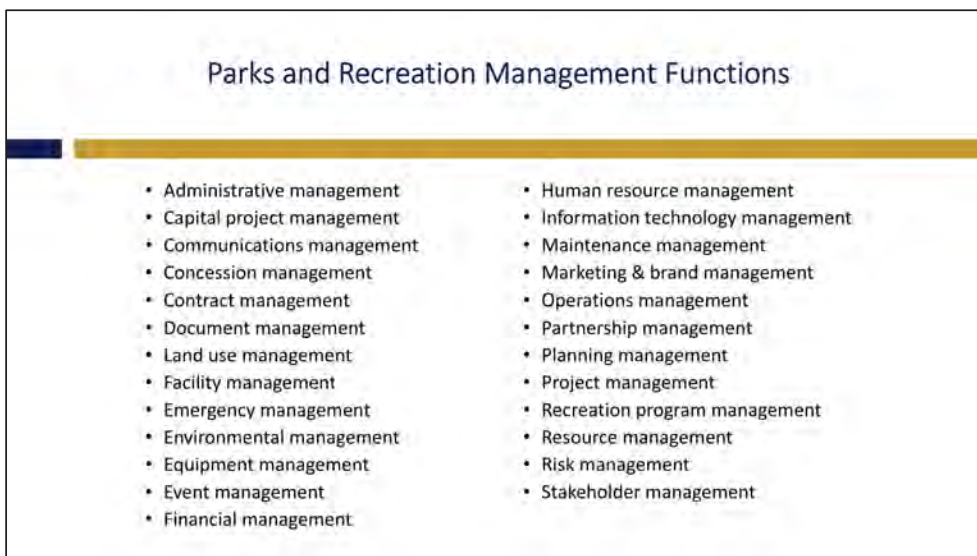 Parks and Recreation Management Functions
• Administrative management
• Capital project management
• Communications management
• Concession management
• Contract management
• Document management
• Land use management
• Facility management
• Emergency management
• Environmental management
• Equipment management
• Event management
• Financial management
• Human resource management
• Information technology management
• Maintenance management
• Marketing & brand management
• Operations management
• Partnership management
• Planning management
• Project management
• Recreation program management
• Resource management
• Risk management
• Stakeholder management